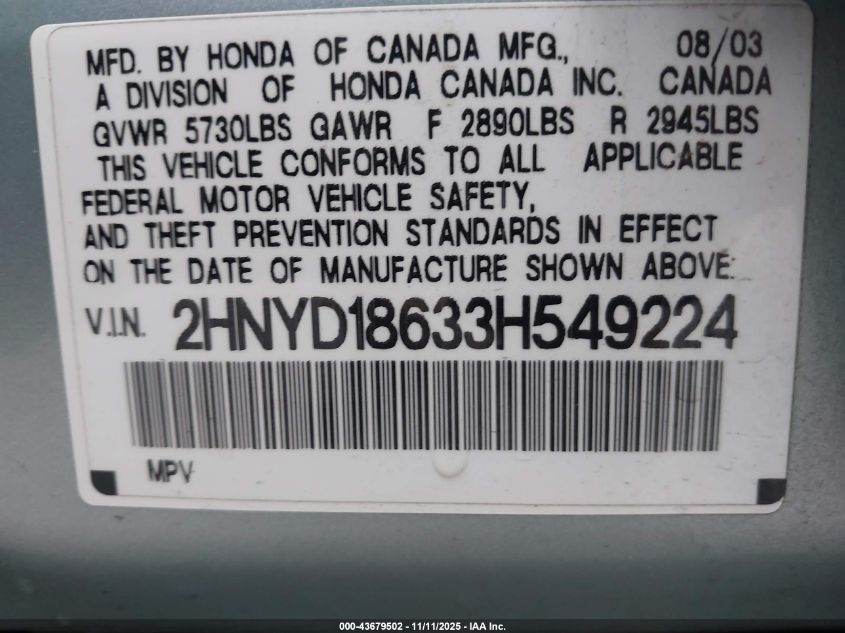 MFD. BY HONDA OF CANADA MFG., 08/03
A DIVISION OF HONDA CANADA INC. CANADA
GVWR 5730LBS GAWR F 2890LBS R 2945LBS
THIS VEHICLE CONFORMS TO ALL APPLICABLE
FEDERAL MOTOR VEHICLE SAFETY,
AND THEFT PREVENTION STANDARDS IN EFFECT
ON THE DATE OF MANUFACTURE SHOWN ABOVE:
V.I.N. 2HNYD18633H549224
MPV
000-43679502 - 11/11/2025 - IAA Inc.